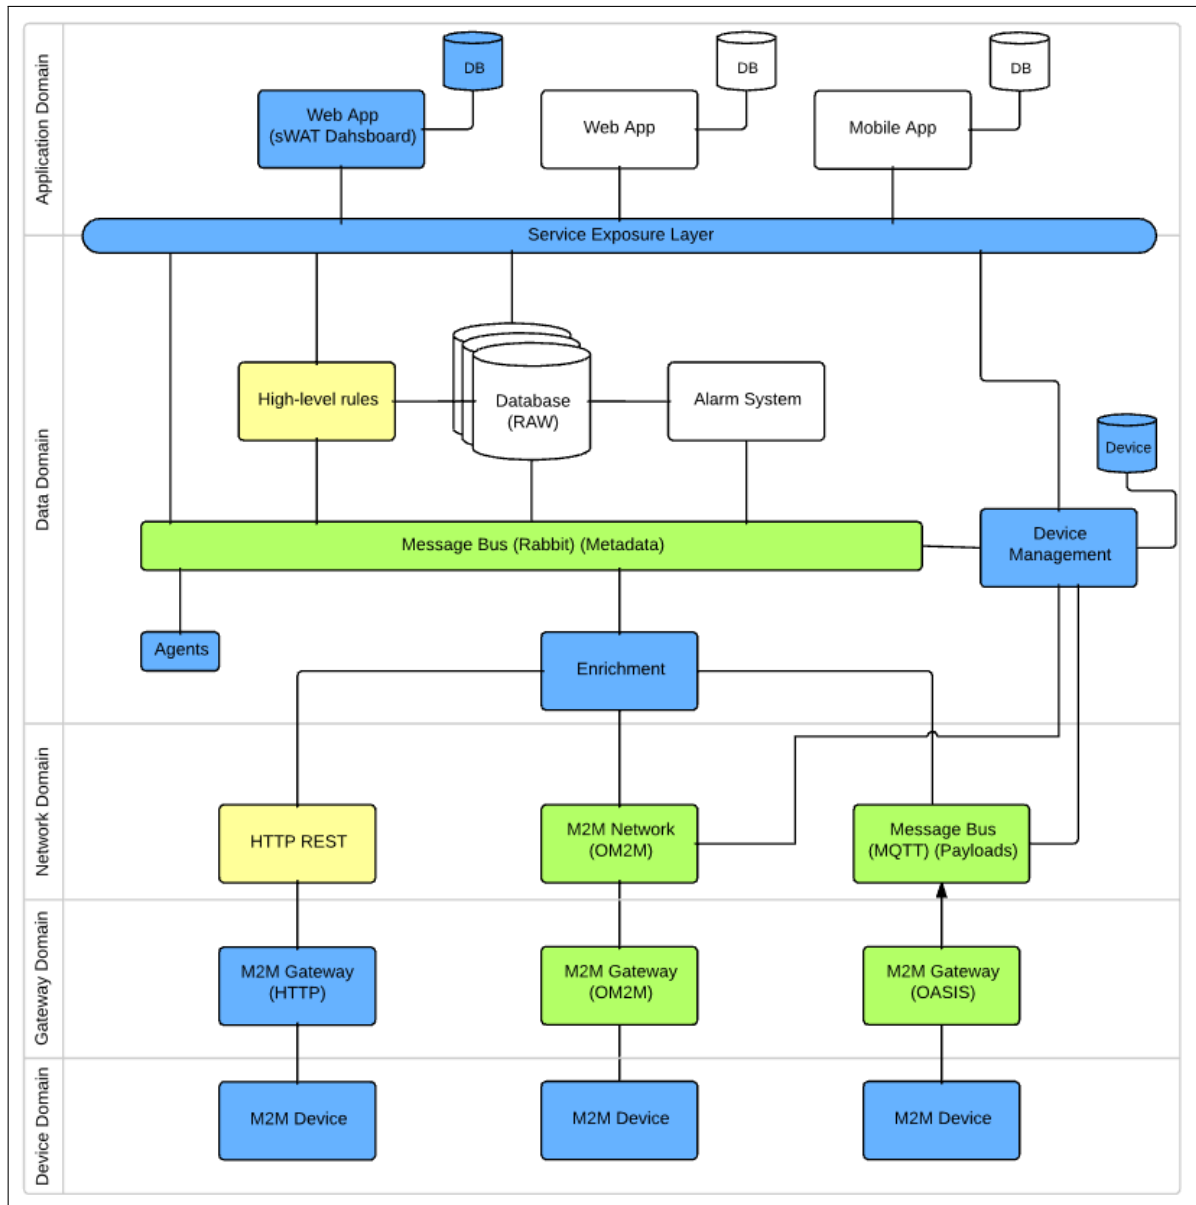 Application Domain
DB
DB
DB
Web App
(sWAT Dahsboard)
Web App
Mobile App
Service Exposure Layer
Data Domain
High-level rules
Database
(RAW)
Alarm System
Device
Message Bus (Rabbit) (Metadata)
Device
Management
Agents
Enrichment
Network Domain
HTTP REST
M2M Network
(OM2M)
Message Bus
(MQTT) (Payloads)
Gateway Domain
M2M Gateway
(HTTP)
M2M Gateway
(OM2M)
M2M Gateway
(OASIS)
Device Domain
M2M Device
M2M Device
M2M Device